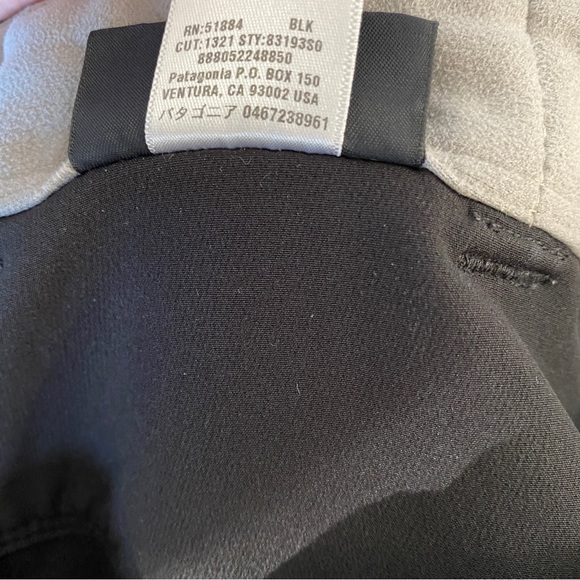 RN:51884 BLK
CUT:1321 STY:83193S0
888052248850
Patagonia P.O. BOX 150
VENTURA, CA 93002 USA
パタゴニア 0467238961